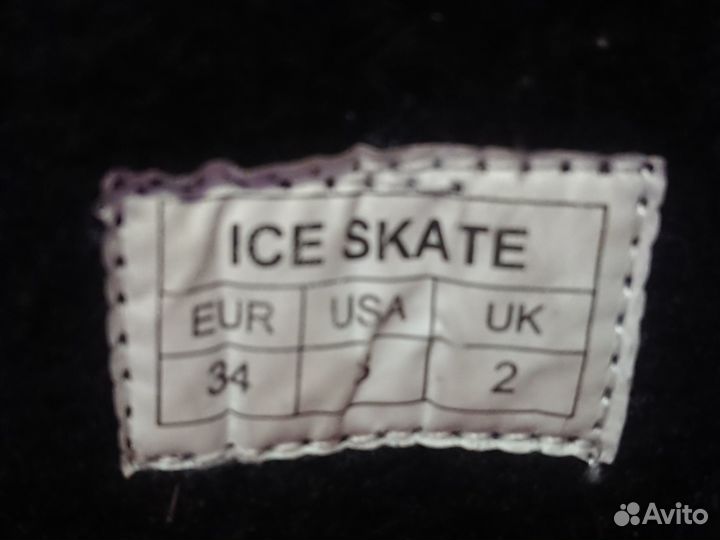 ICE SKATE
EUR USA UK
34 2
Avito